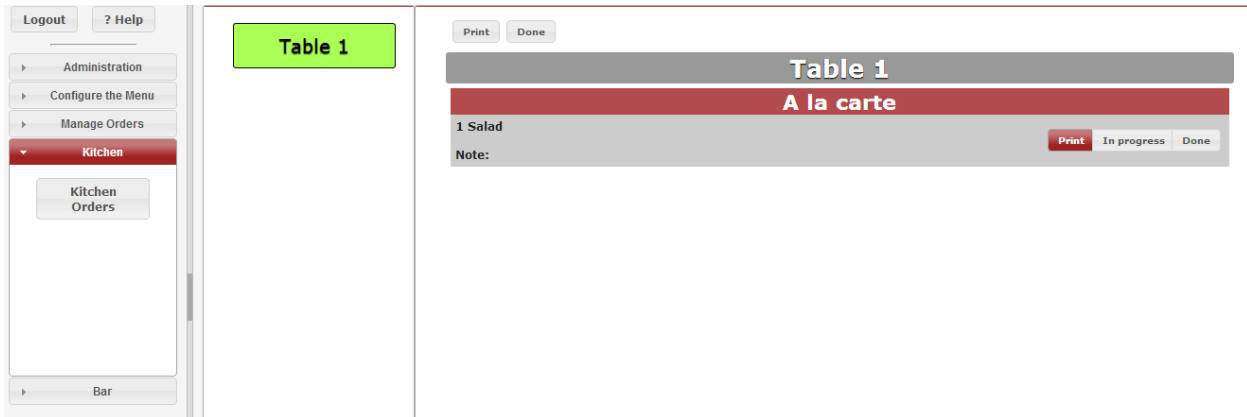 Logout
? Help
Administration
Configure the Menu
Manage Orders
Kitchen
Kitchen
Orders
Bar
Table 1
Print
Done
Table 1
A la carte
1 Salad
Note:
Print
In progress
Done